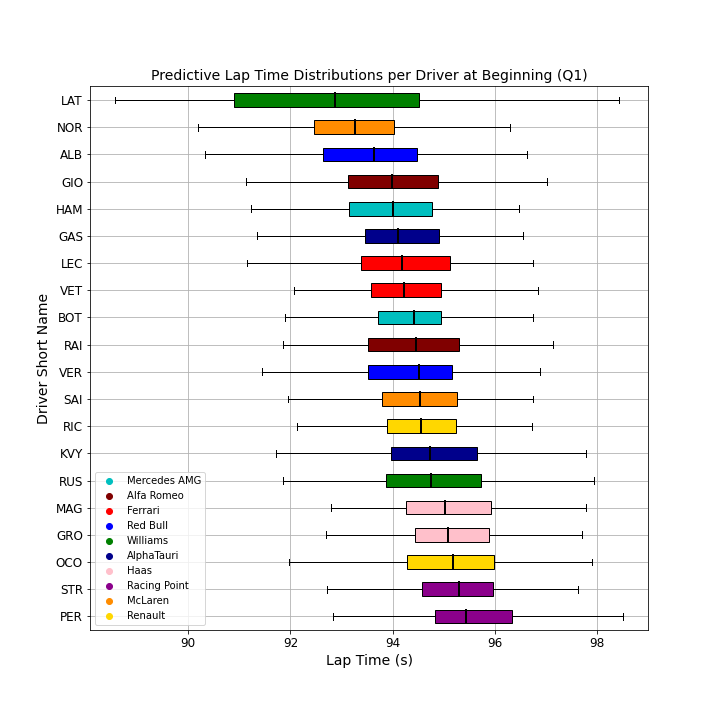 Predictive Lap Time Distributions per Driver at Beginning (Q1)
Driver Short Name
LAT
NOR
ALB
GIO
HAM
GAS
LEC
VET
BOT
RAI
VER
SAI
RIC
KVY
RUS
MAG
GRO
OCO
STR
PER
Mercedes AMG
Alfa Romeo
Ferrari
Red Bull
Williams
AlphaTauri
Haas
Racing Point
McLaren
Renault
90 92 94 96 98
Lap Time (s)